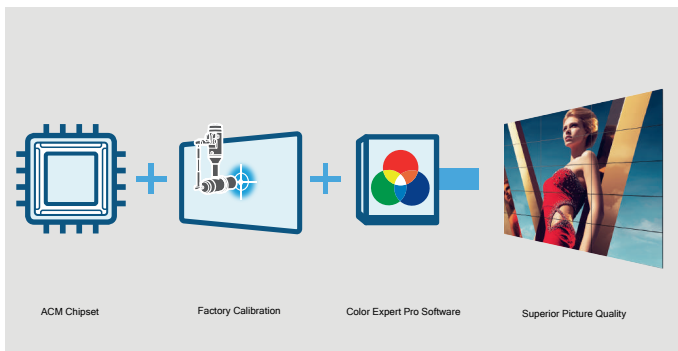 ACM Chipset
Factory Calibration
Color Expert Pro Software
Superior Picture Quality